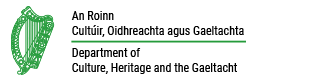 An Roinn
Cultúir, Oidhreachta agus Gaeltachta
Department of
Culture, Heritage and the Gaeltacht